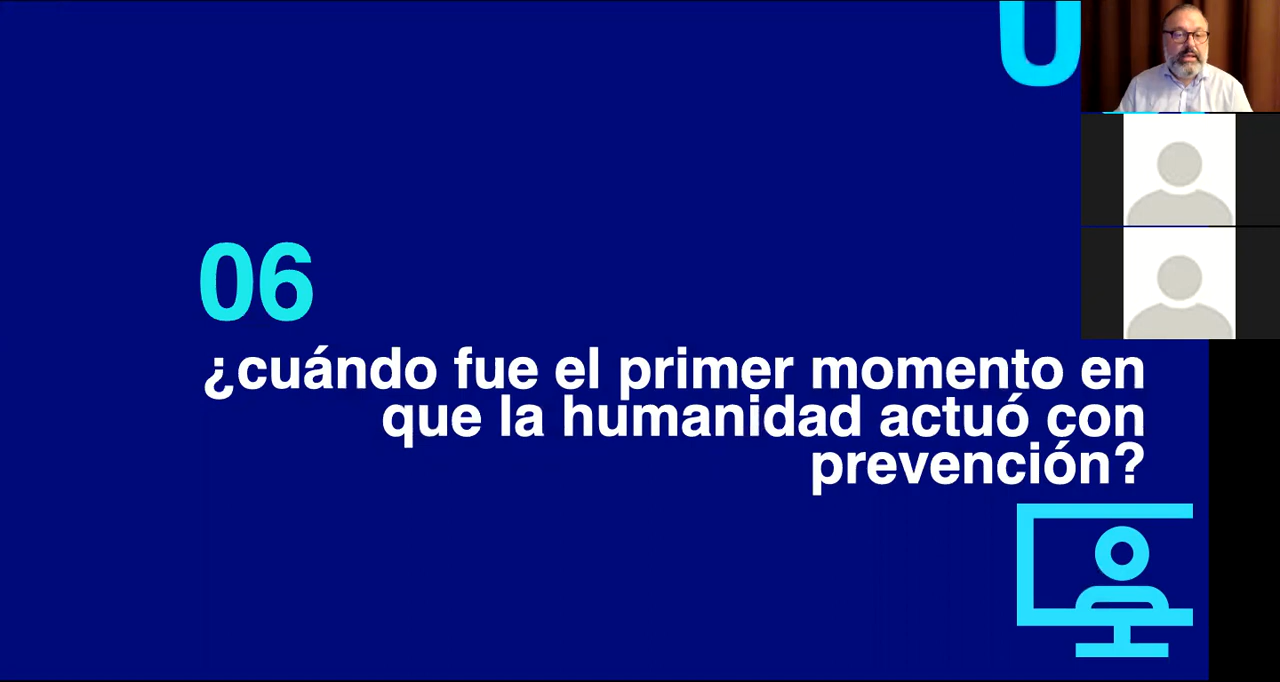 U
06
¿cuándo fue el primer momento en
que la humanidad actuó con
prevención?